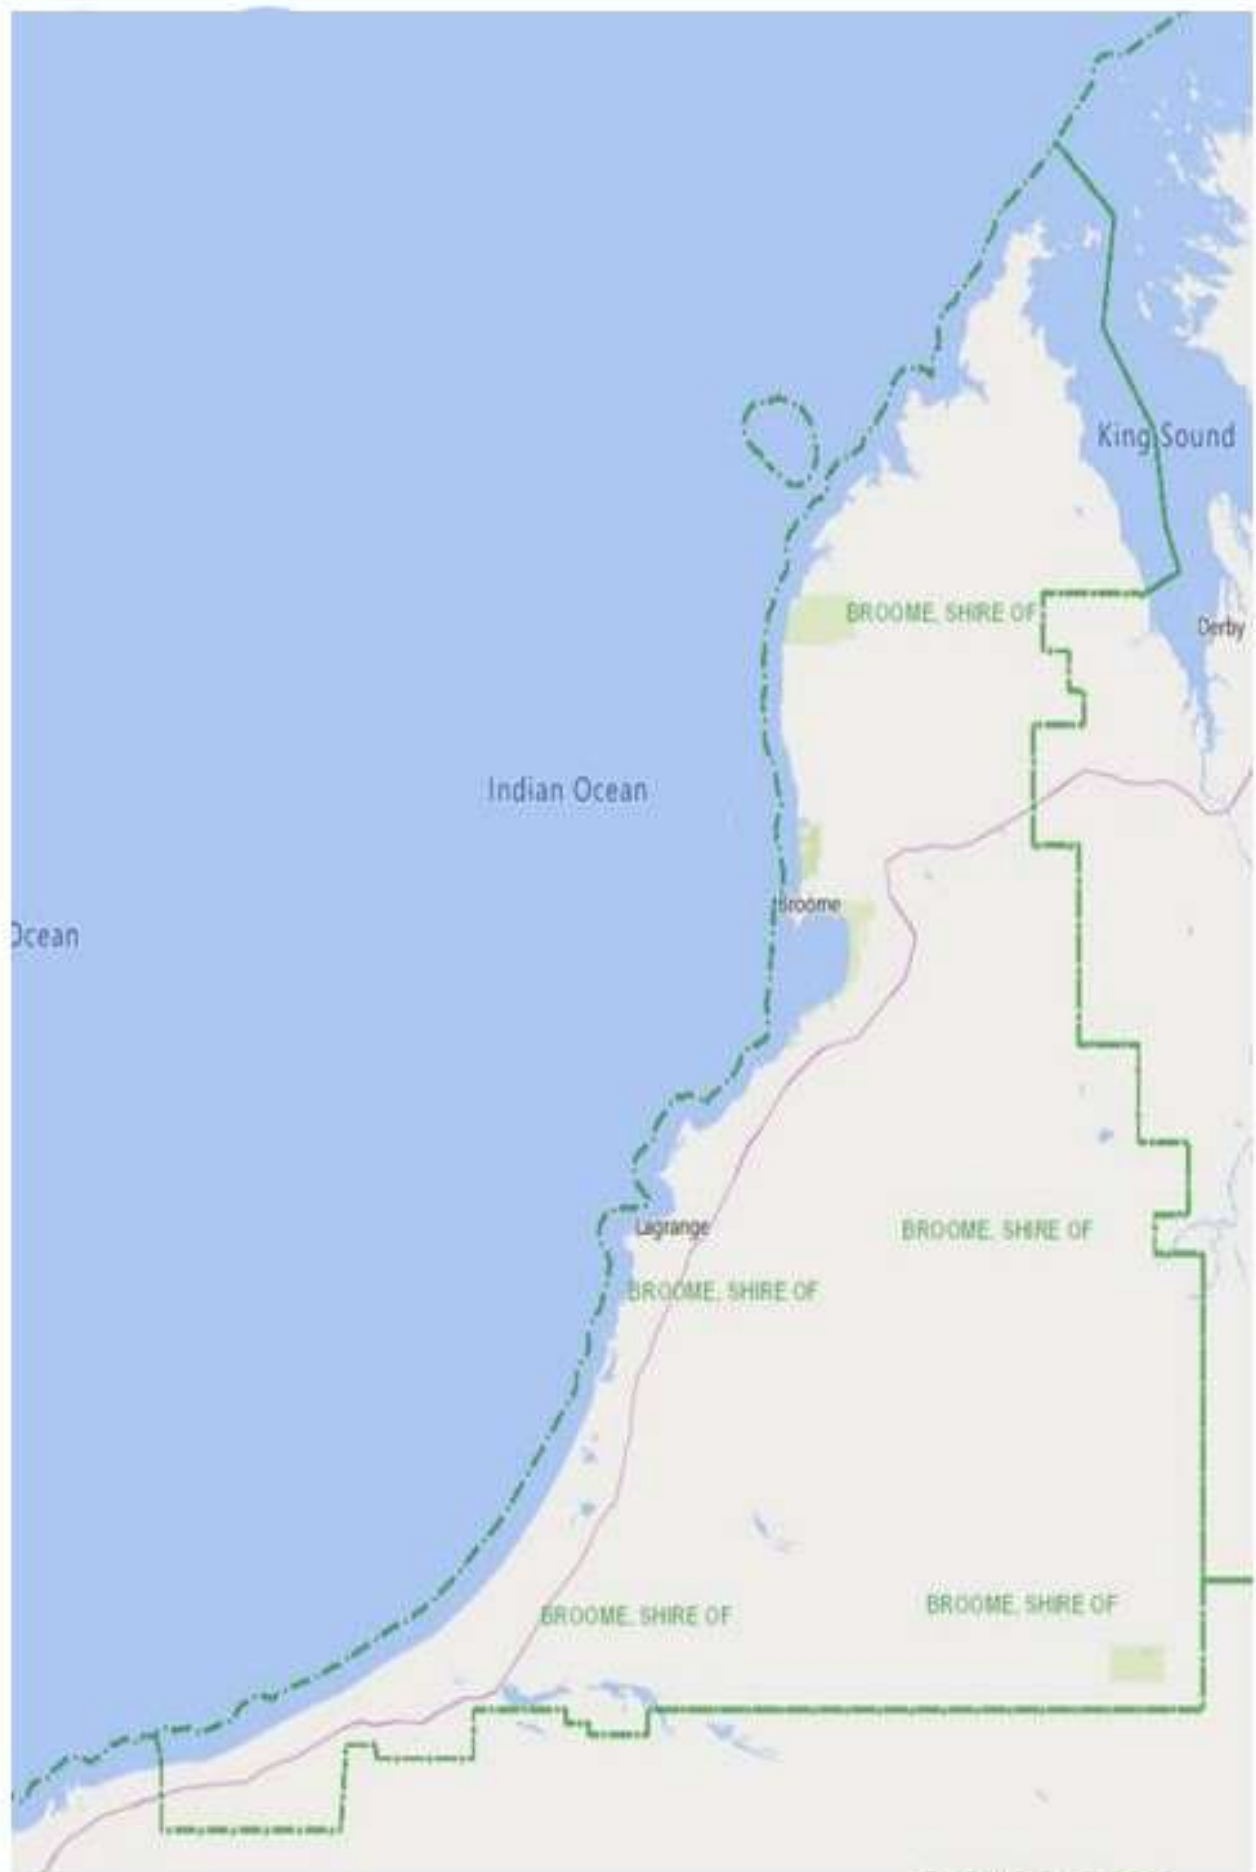 King Sound
BROOME, SHIRE OF
Derby
Indian Ocean
Broome
Ocean
Lagrange
BROOME, SHIRE OF
BROOME, SHIRE OF
BROOME, SHIRE OF
BROOME, SHIRE OF